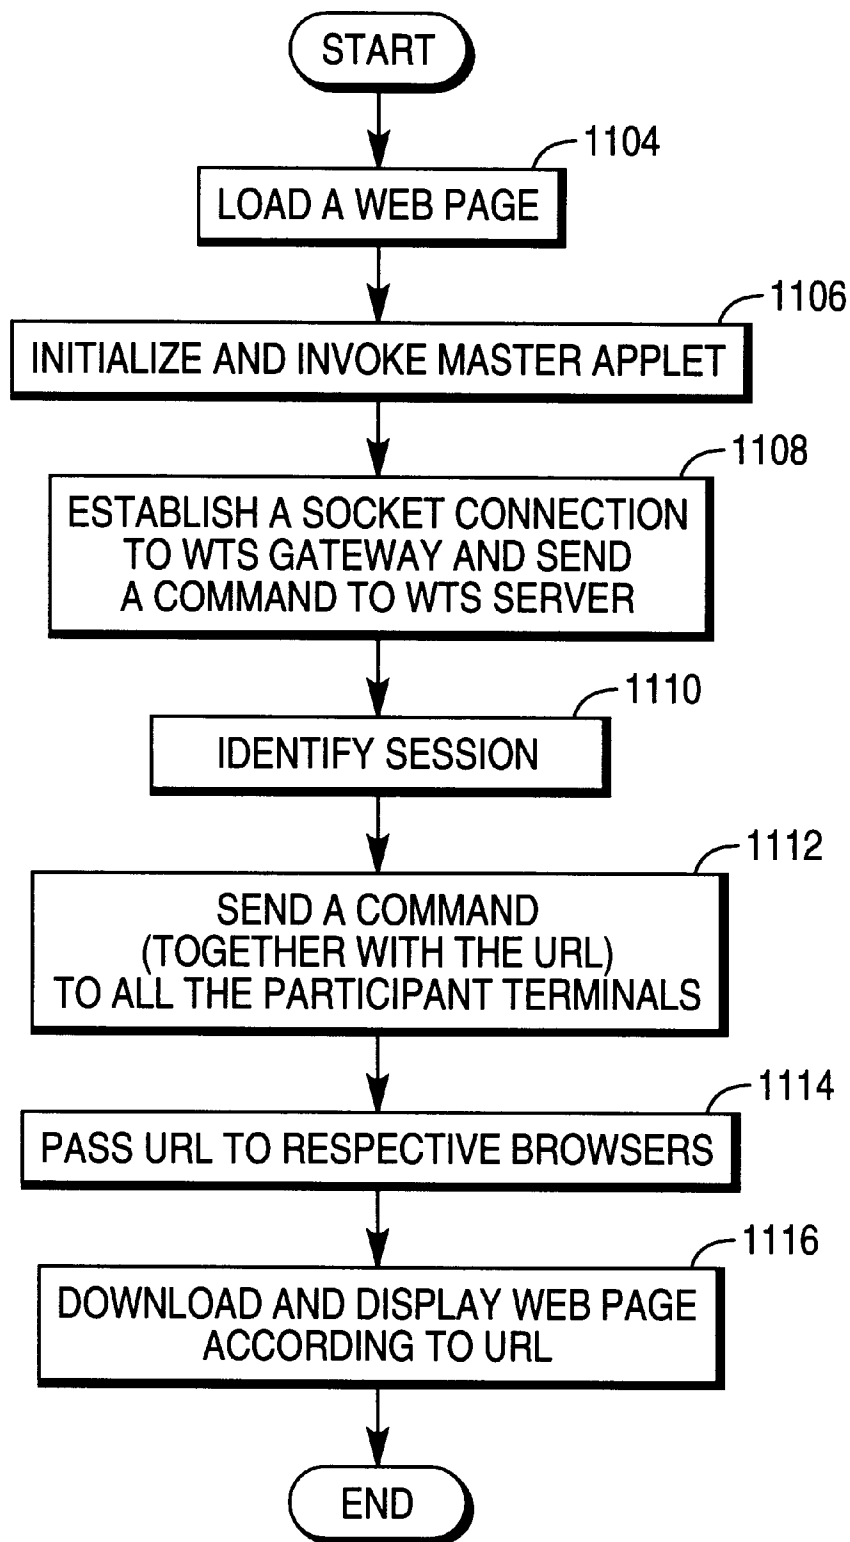 START
1104
LOAD A WEB PAGE
1106
INITIALIZE AND INVOKE MASTER APPLET
1108
ESTABLISH A SOCKET CONNECTION
TO WTS GATEWAY AND SEND
A COMMAND TO WTS SERVER
1110
IDENTIFY SESSION
1112
SEND A COMMAND
(TOGETHER WITH THE URL)
TO ALL THE PARTICIPANT TERMINALS
1114
PASS URL TO RESPECTIVE BROWSERS
1116
DOWNLOAD AND DISPLAY WEB PAGE
ACCORDING TO URL
END